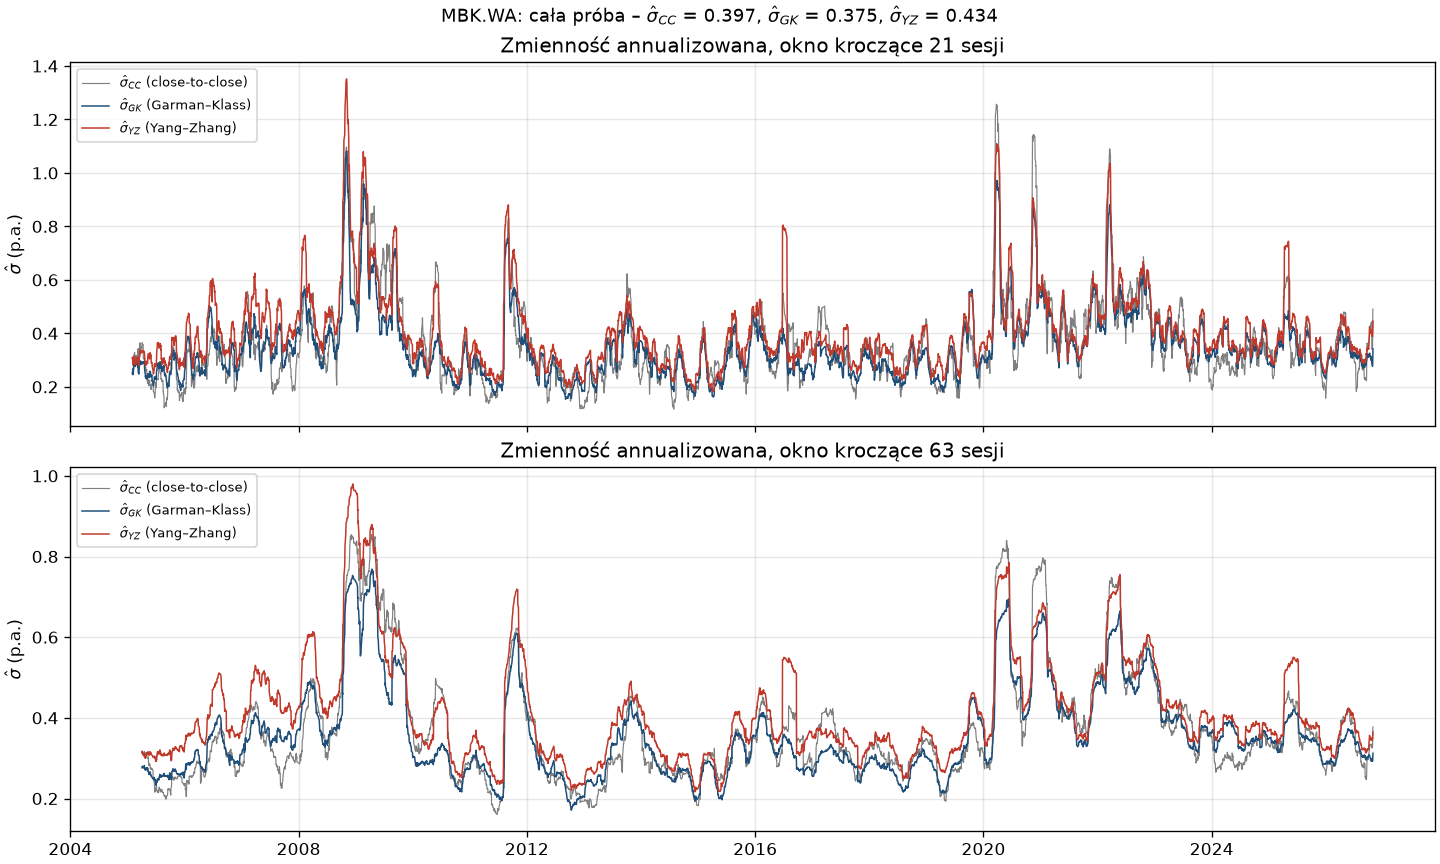 MBK.WA: cała próba – σ̂_CC = 0.397, σ̂_GK = 0.375, σ̂_YZ = 0.434
Zmienność annualizowana, okno kroczące 21 sesji
σ̂_CC (close-to-close)
σ̂_GK (Garman–Klass)
σ̂_YZ (Yang–Zhang)
1.4
1.2
1.0
0.8
0.6
0.4
0.2
σ̂ (p.a.)
Zmienność annualizowana, okno kroczące 63 sesji
σ̂_CC (close-to-close)
σ̂_GK (Garman–Klass)
σ̂_YZ (Yang–Zhang)
1.0
0.8
0.6
0.4
0.2
σ̂ (p.a.)
2004 2008 2012 2016 2020 2024